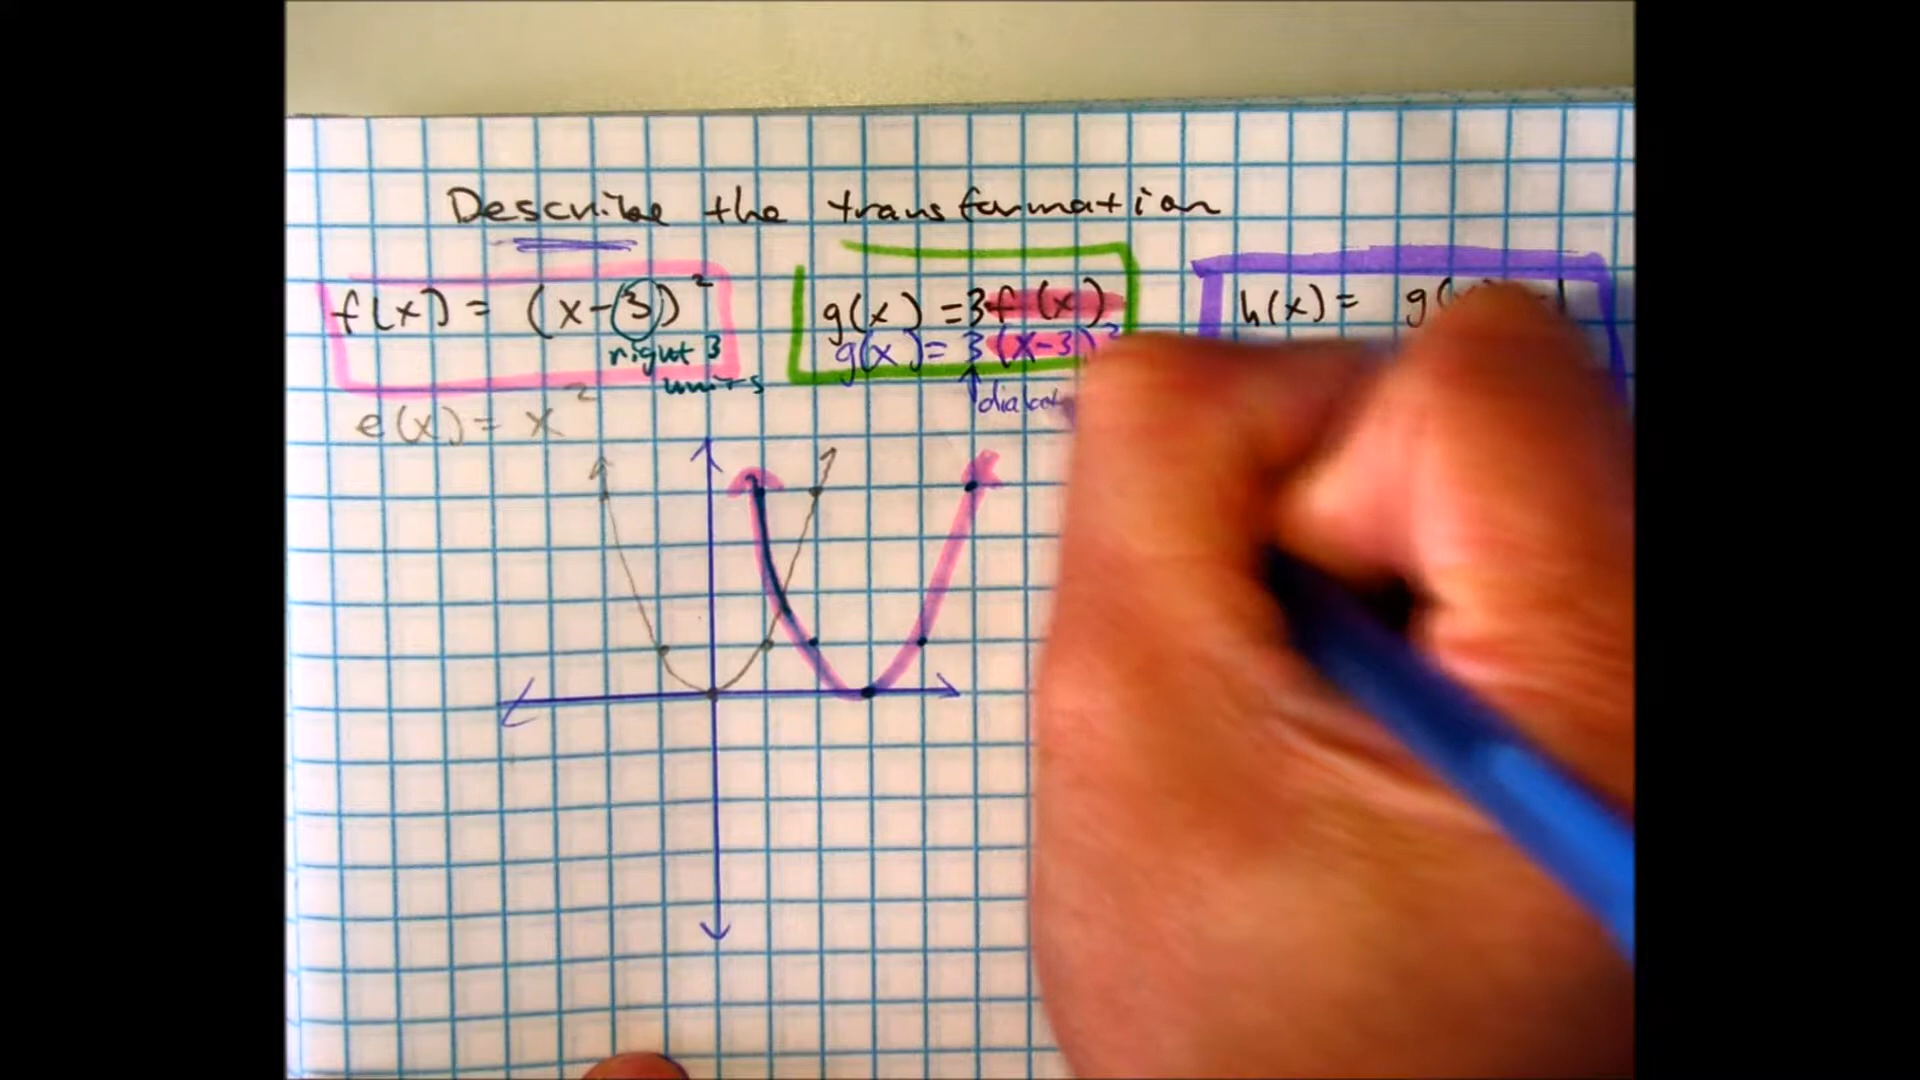 Describe the transformation
f(x) = (x-3)²
right 3
units
e(x) = x²
g(x) = 3f(x)
g(x) = 3(x-3)²
h(x) = g(